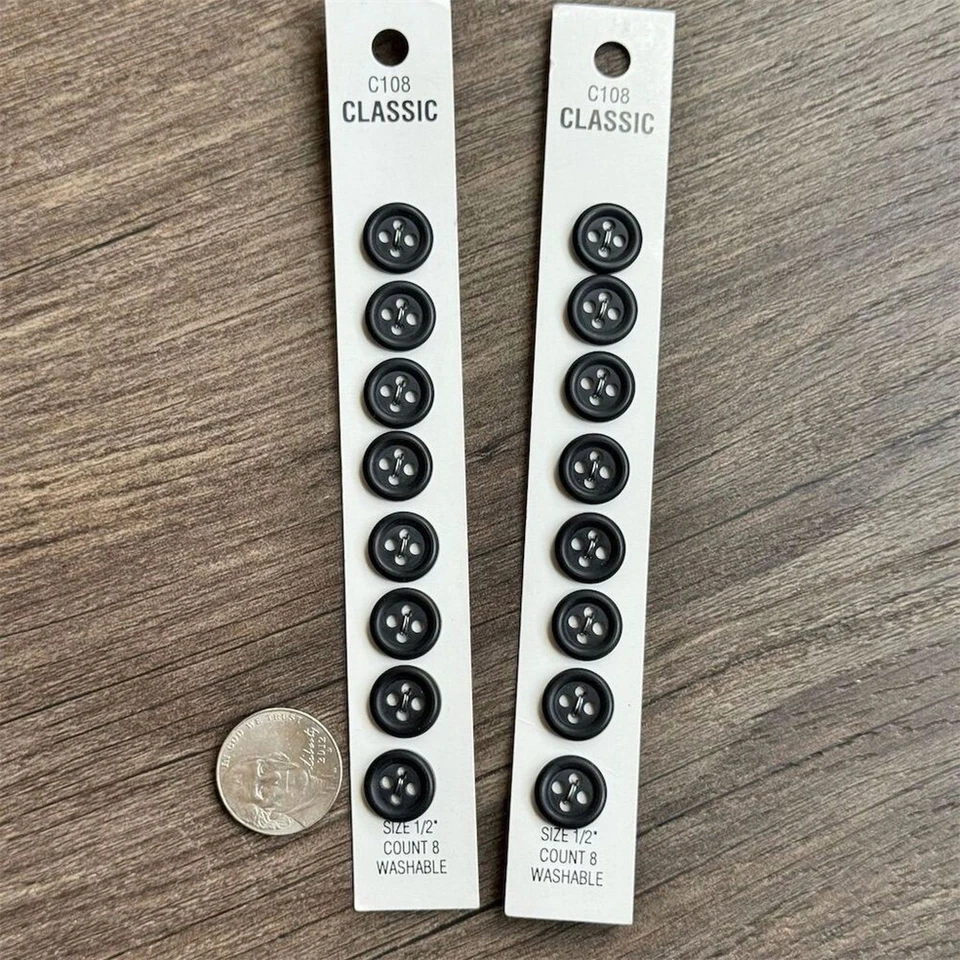 C108
CLASSIC
SIZE 1/2"
COUNT 8
WASHABLE
C108
CLASSIC
SIZE 1/2"
COUNT 8
WASHABLE
IN GOD WE TRUST
Liberty
2012